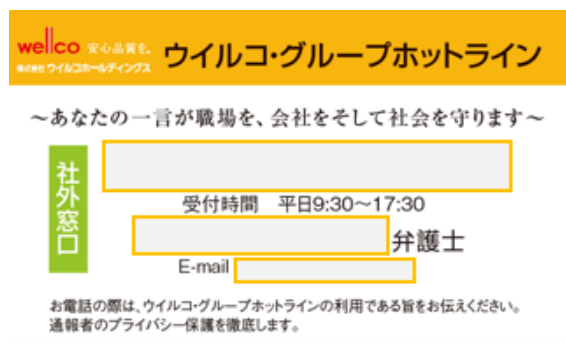 wellco 安心品質を。
株式会社ウイルコホールディングス
ウイルコ・グループホットライン
～あなたの一言が職場を、会社をそして社会を守ります～
社外窓口
受付時間　平日9:30～17:30
弁護士
E-mail
お電話の際は、ウイルコ・グループホットラインの利用である旨をお伝えください。
通報者のプライバシー保護を徹底します。